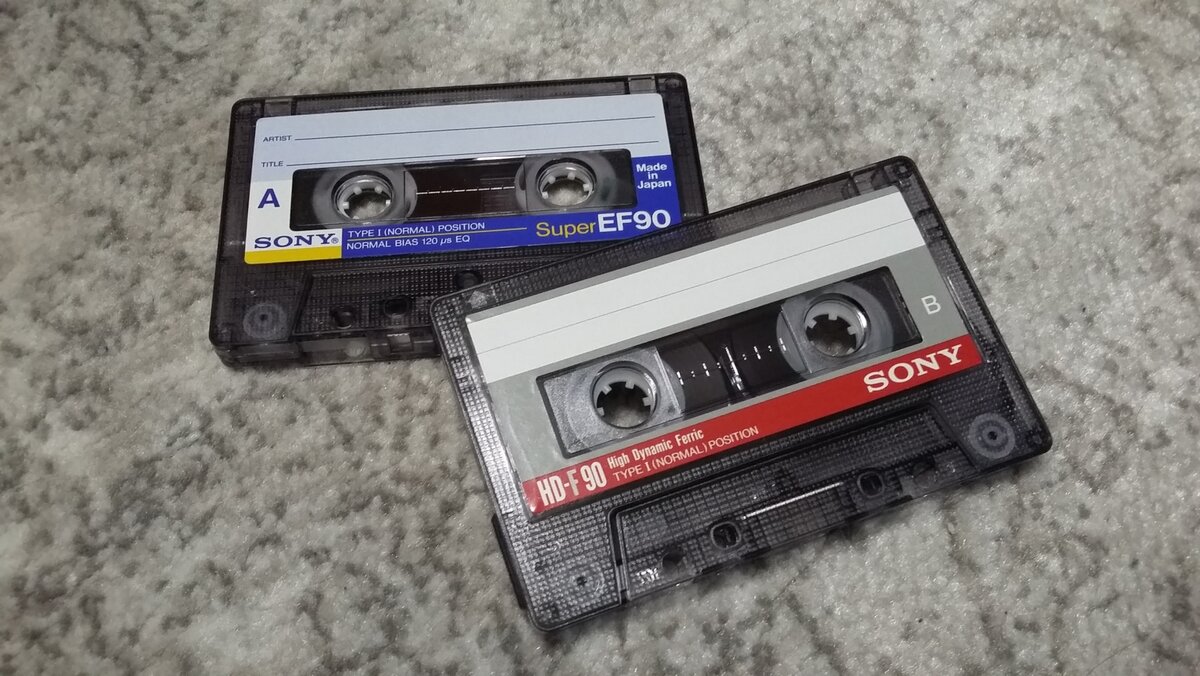 ARTIST
TITLE
A
Made
in
Japan
SONY®
TYPE I (NORMAL) POSITION
NORMAL BIAS 120 μs EQ
Super EF90
B
SONY
HD-F 90
High Dynamic Ferric
TYPE I (NORMAL) POSITION